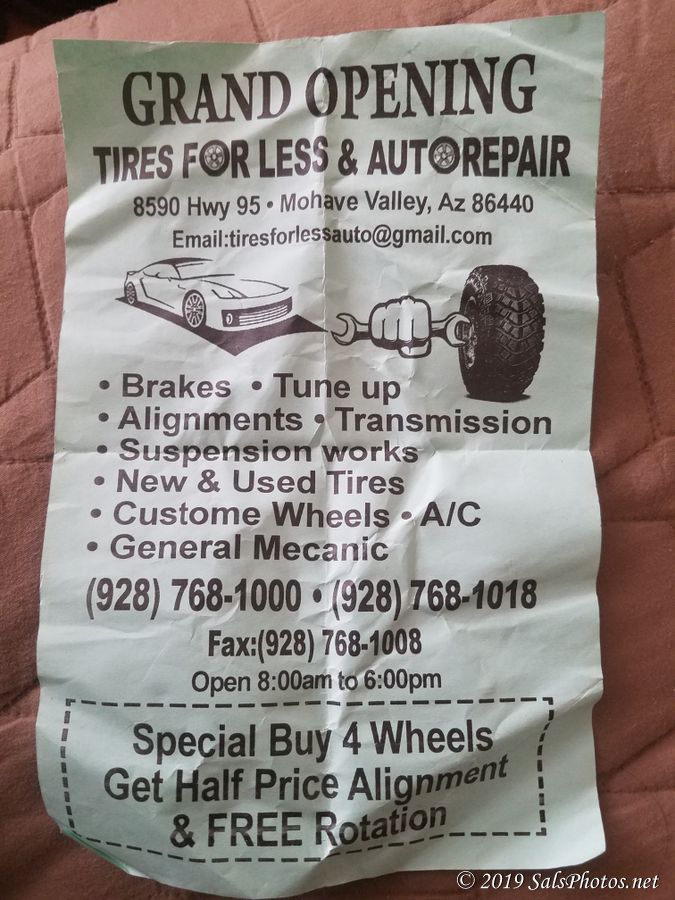 GRAND OPENING
TIRES FOR LESS & AUTO REPAIR
8590 Hwy 95 • Mohave Valley, Az 86440
Email:tiresforlessauto@gmail.com
• Brakes • Tune up
• Alignments • Transmission
• Suspension works
• New & Used Tires
• Custome Wheels • A/C
• General Mecanic
(928) 768-1000 • (928) 768-1018
Fax:(928) 768-1008
Open 8:00am to 6:00pm
Special Buy 4 Wheels
Get Half Price Alignment
& FREE Rotation
© 2019 SalsPhotos.net